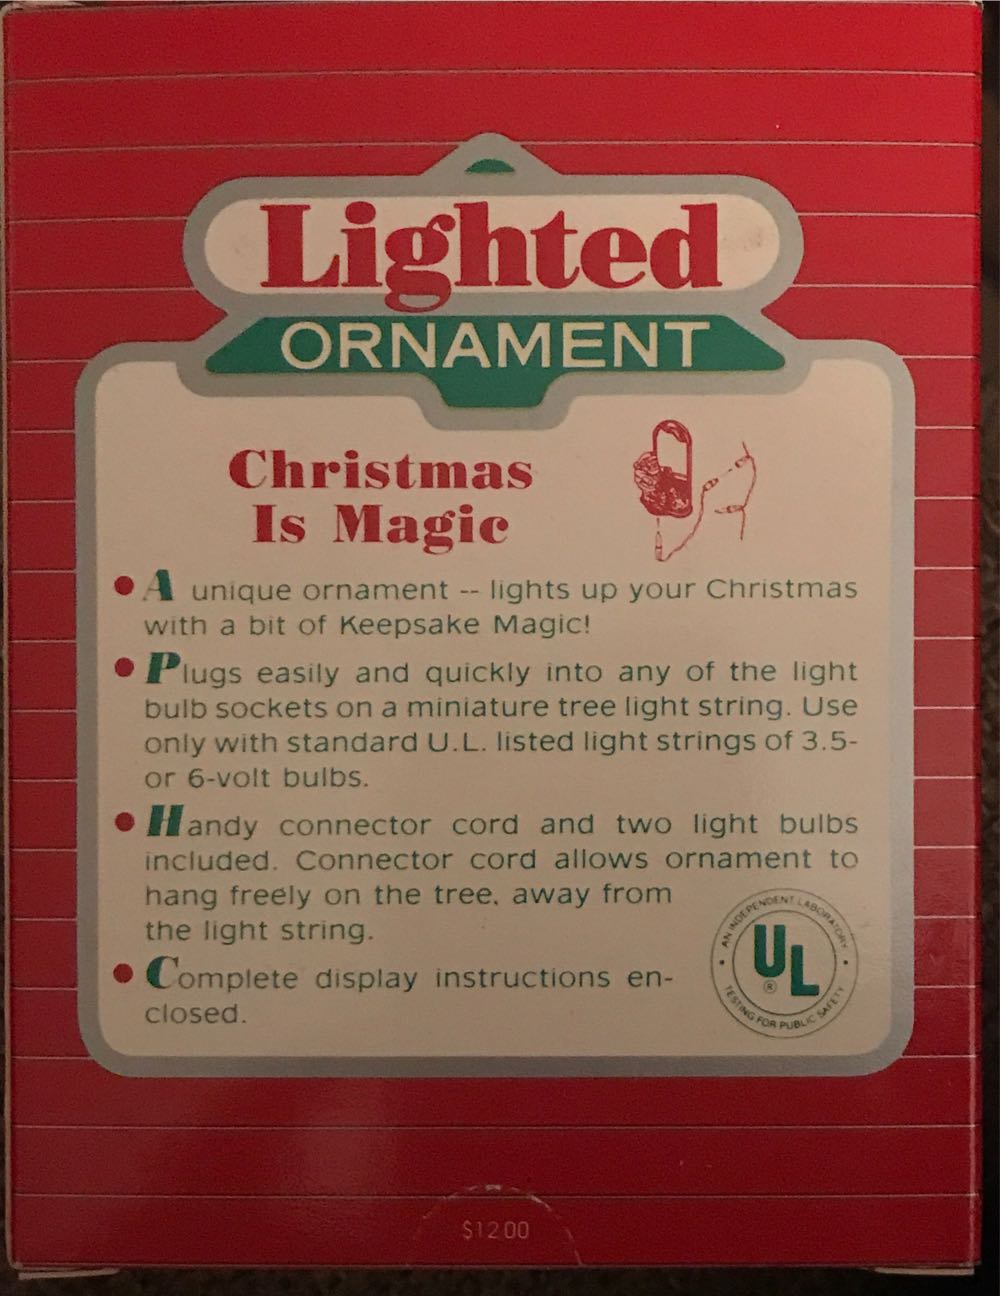 Lighted
ORNAMENT
Christmas
Is Magic
• A unique ornament -- lights up your Christmas
with a bit of Keepsake Magic!
• Plugs easily and quickly into any of the light
bulb sockets on a miniature tree light string. Use
only with standard U.L. listed light strings of 3.5-
or 6-volt bulbs.
• Handy connector cord and two light bulbs
included. Connector cord allows ornament to
hang freely on the tree, away from
the light string.
• Complete display instructions en-
closed.
• AN INDEPENDENT LABORATORY •
UL
®
TESTING FOR PUBLIC SAFETY
$12.00